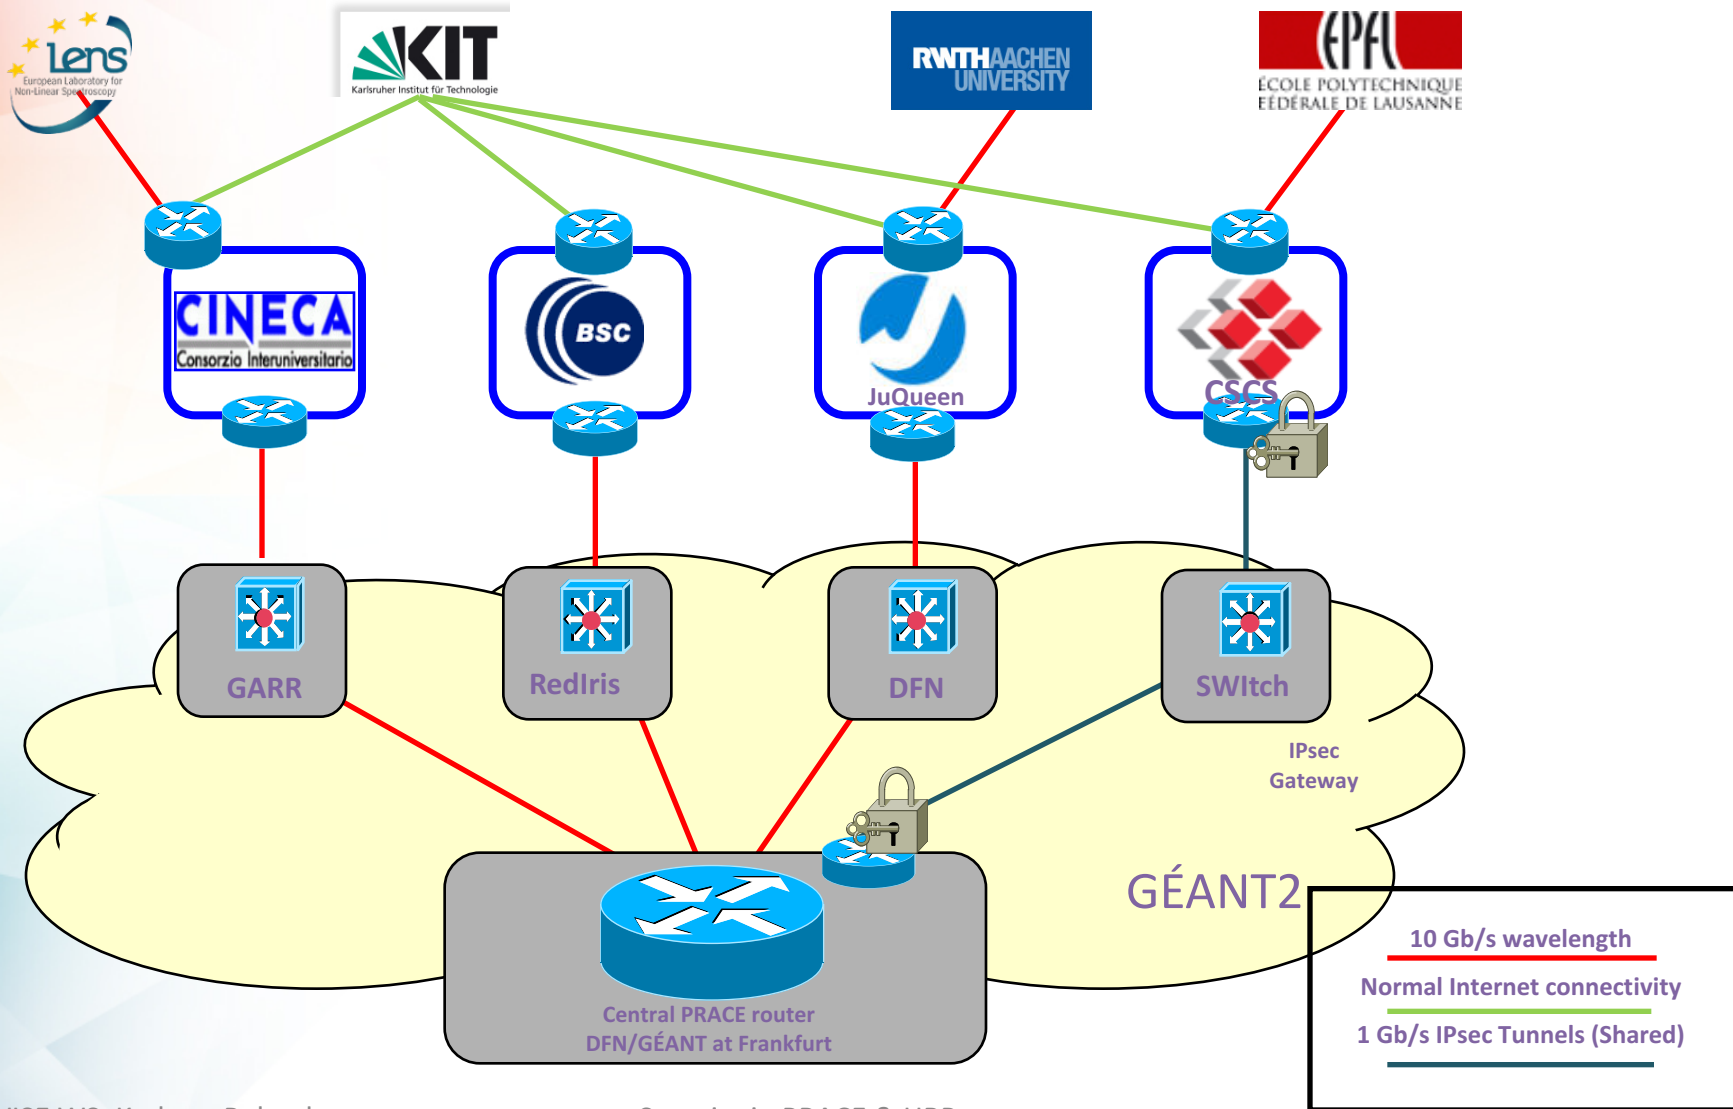 Lens
European Laboratory for
Non-Linear Spectroscopy
KIT
Karlsruher Institut für Technologie
RWTHAACHEN
UNIVERSITY
EPFL
ÉCOLE POLYTECHNIQUE
FÉDÉRALE DE LAUSANNE
CINECA
Consorzio Interuniversitario
BSC
JuQueen
CSCS
GARR
RedIris
DFN
SWItch
IPsec
Gateway
GÉANT2
Central PRACE router
DFN/GÉANT at Frankfurt
10 Gb/s wavelength
Normal Internet connectivity
1 Gb/s IPsec Tunnels (Shared)